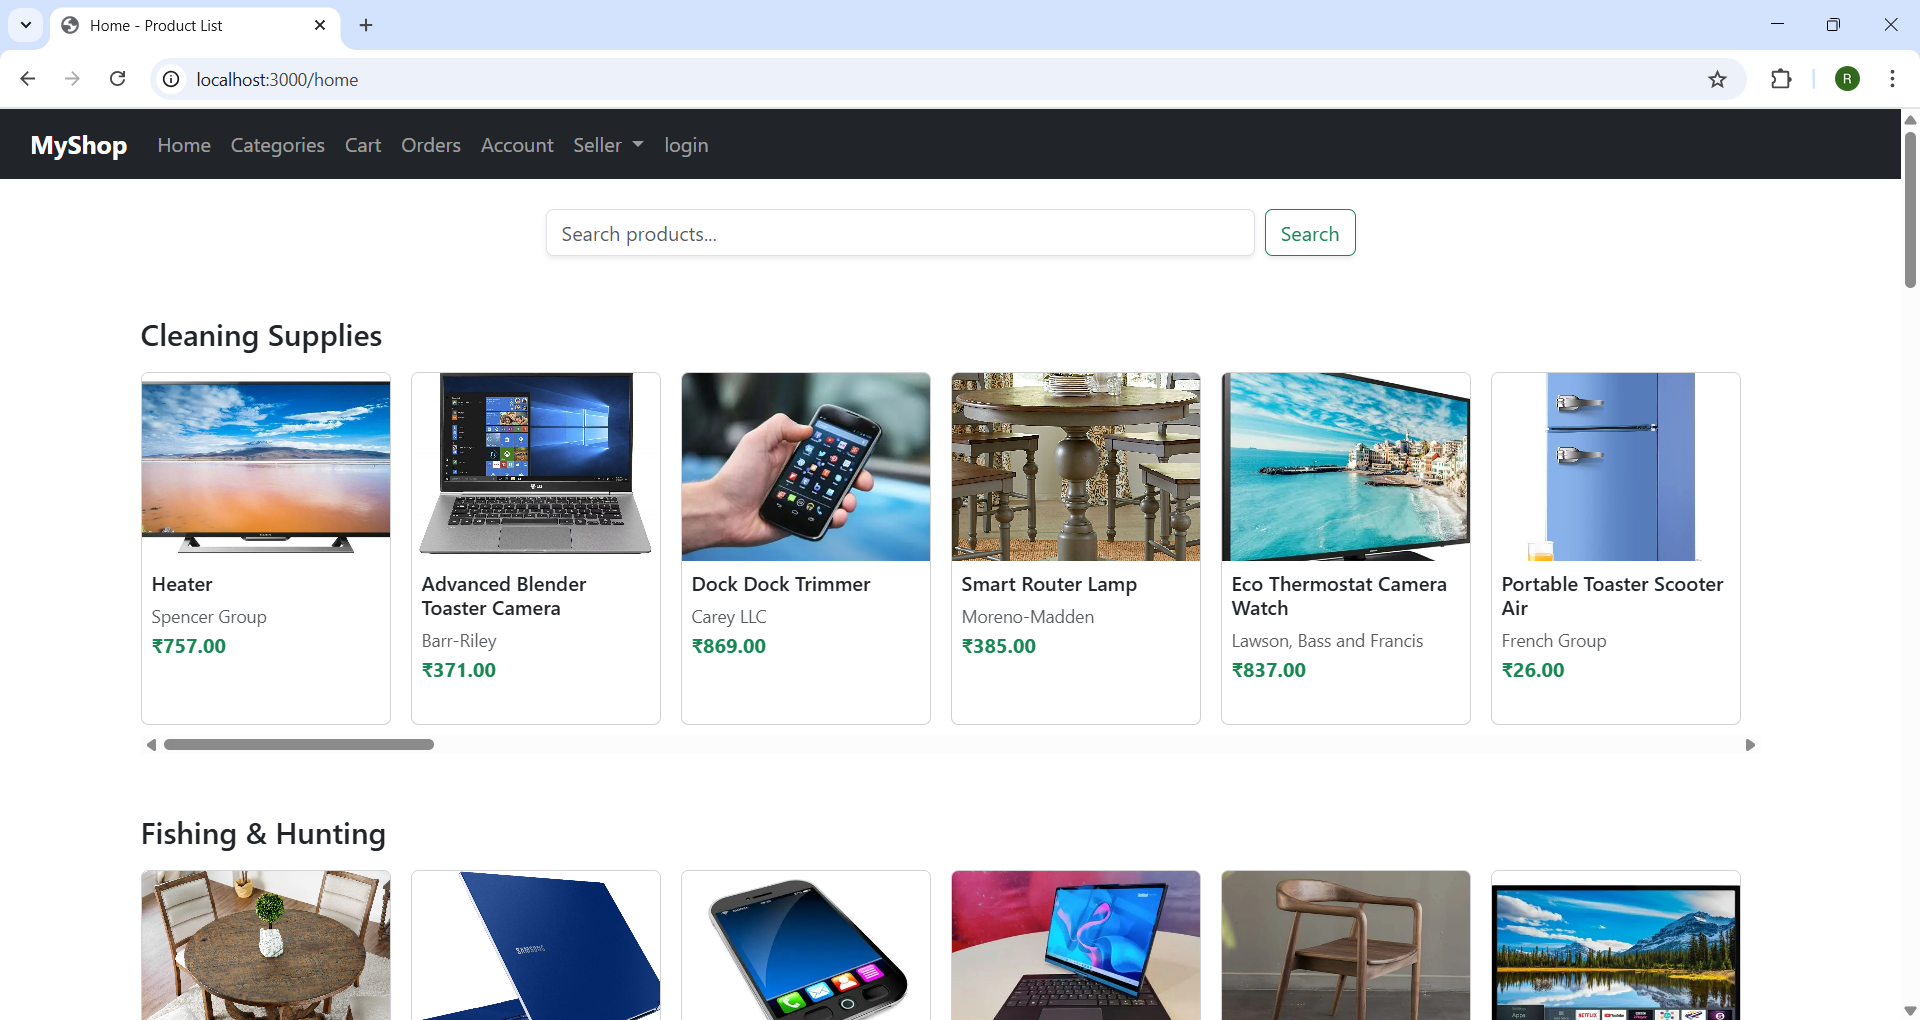 Home - Product List
localhost:3000/home
R
MyShop Home Categories Cart Orders Account Seller login
Search products... Search
Cleaning Supplies
Heater
Spencer Group
₹757.00
Advanced Blender
Toaster Camera
Barr-Riley
₹371.00
Dock Dock Trimmer
Carey LLC
₹869.00
Smart Router Lamp
Moreno-Madden
₹385.00
Eco Thermostat Camera
Watch
Lawson, Bass and Francis
₹837.00
Portable Toaster Scooter
Air
French Group
₹26.00
Fishing & Hunting
SAMSUNG
NETFLIX
YouTube